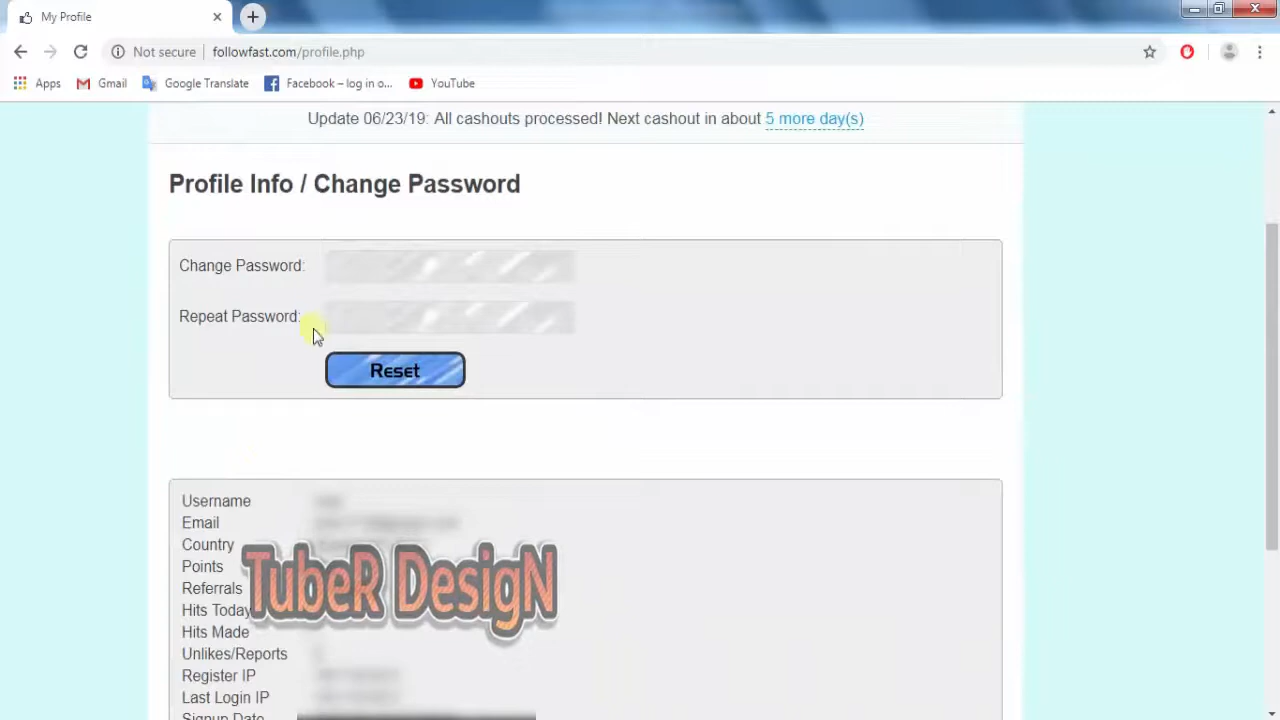 My Profile
Not secure
followfast.com/profile.php
Apps
Gmail
Google Translate
Facebook – log in o...
YouTube
Update 06/23/19: All cashouts processed! Next cashout in about 5 more day(s)
Profile Info / Change Password
Change Password:
Repeat Password:
Reset
Username
Email
Country
Points
Referrals
TubeR DesigN
Hits Today
Hits Made
Unlikes/Reports
Register IP
Last Login IP
Signup Date